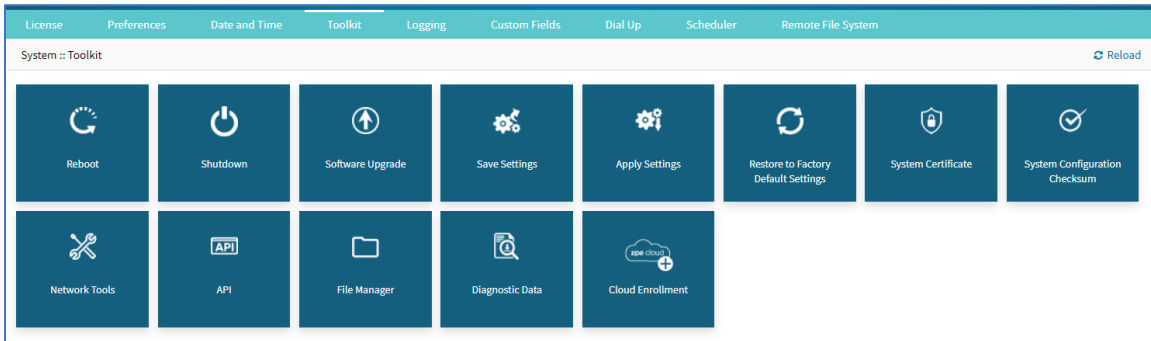 License Preferences Date and Time Toolkit Logging Custom Fields Dial Up Scheduler Remote File System
System :: Toolkit Reload
Reboot Shutdown Software Upgrade Save Settings Apply Settings Restore to Factory System Certificate System Configuration
Default Settings Checksum
API zpe cloud
Network Tools API File Manager Diagnostic Data Cloud Enrollment